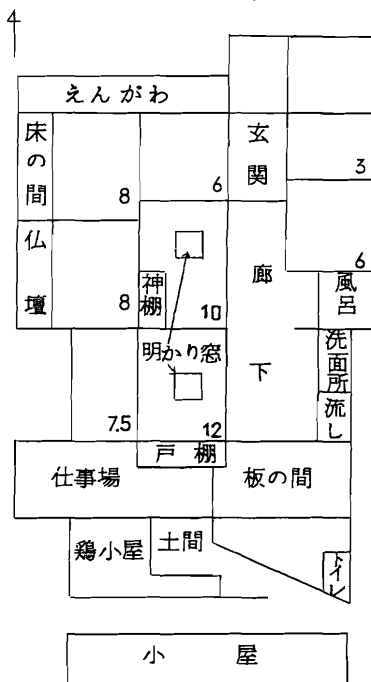 4
えんがわ
床の間
8
6
玄関
3
仏壇
8
神棚
10
廊下
6
風呂
明かり窓
洗面所
流し
7.5
12
戸棚
仕事場
板の間
鶏小屋
土間
トイレ
小屋